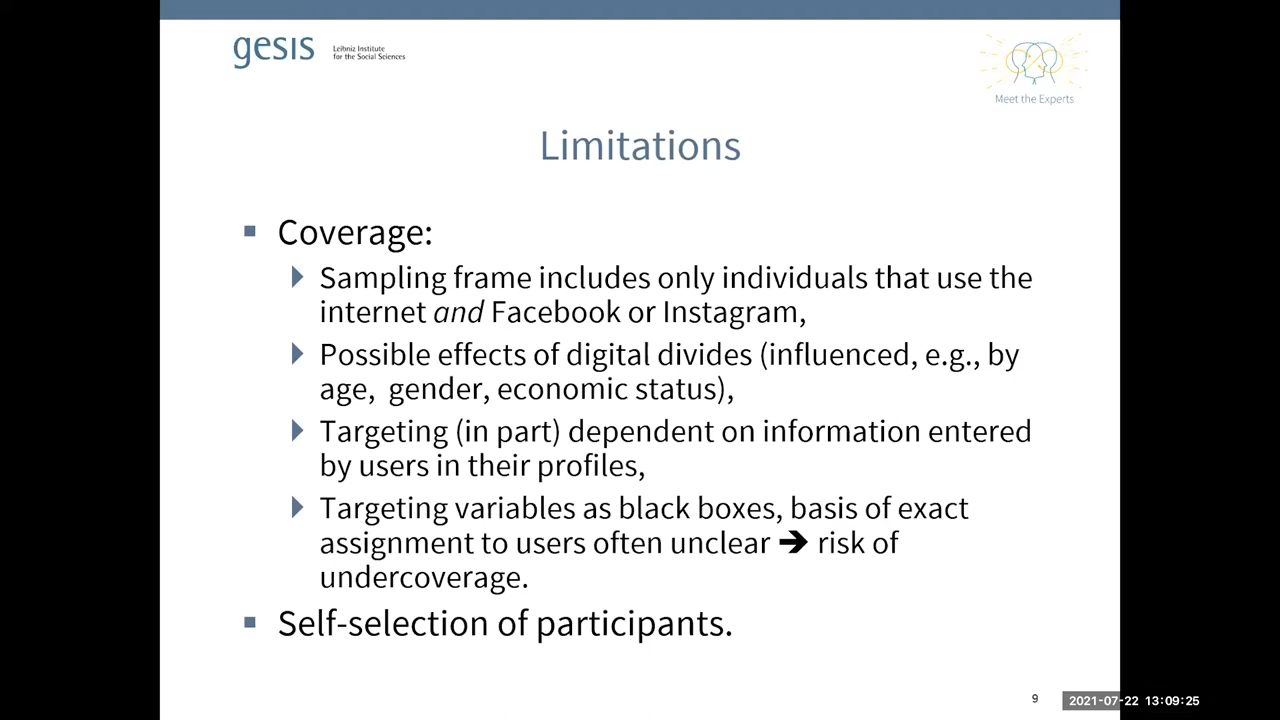 gesis
Leibniz Institute
for the Social Sciences
Meet the Experts
Limitations
Coverage:
Sampling frame includes only individuals that use the
internet and Facebook or Instagram,
Possible effects of digital divides (influenced, e.g., by
age,  gender, economic status),
Targeting (in part) dependent on information entered
by users in their profiles,
Targeting variables as black boxes, basis of exact
assignment to users often unclear ➔ risk of
undercoverage.
Self-selection of participants.
9
2021-07-22 13:09:25